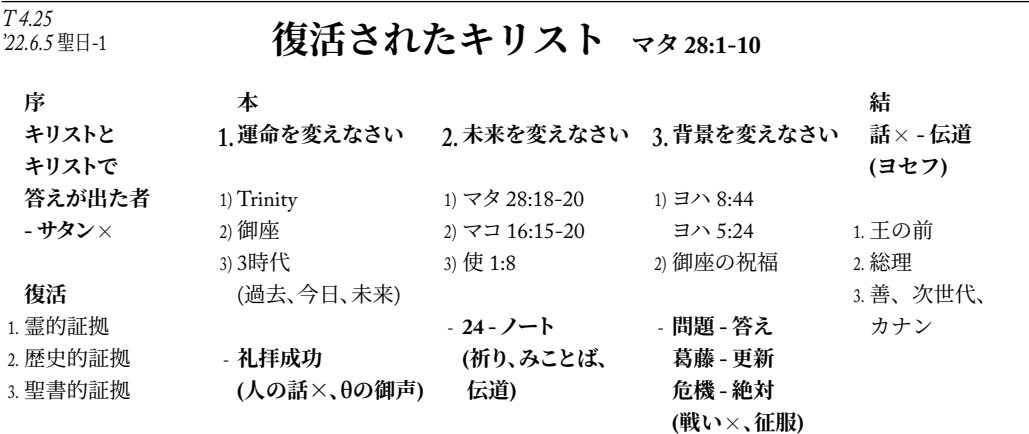 T 4.25
'22.6.5 聖日-1
復活されたキリスト マタ 28:1-10
序
キリストと
キリストで
答えが出た者
- サタン×
復活
1. 霊的証拠
2. 歴史的証拠
3. 聖書的証拠
本
1. 運命を変えなさい
1) Trinity
2) 御座
3) 3時代
(過去、今日、未来)
- 礼拝成功
(人の話×、θの御声)
2. 未来を変えなさい
1) マタ 28:18-20
2) マコ 16:15-20
3) 使 1:8
- 24 - ノート
(祈り、みことば、
伝道)
3. 背景を変えなさい
1) ヨハ 8:44
ヨハ 5:24
2) 御座の祝福
- 問題 - 答え
葛藤 - 更新
危機 - 絶対
(戦い×、征服)
結
話× - 伝道
(ヨセフ)
1. 王の前
2. 総理
3. 善、次世代、
カナン